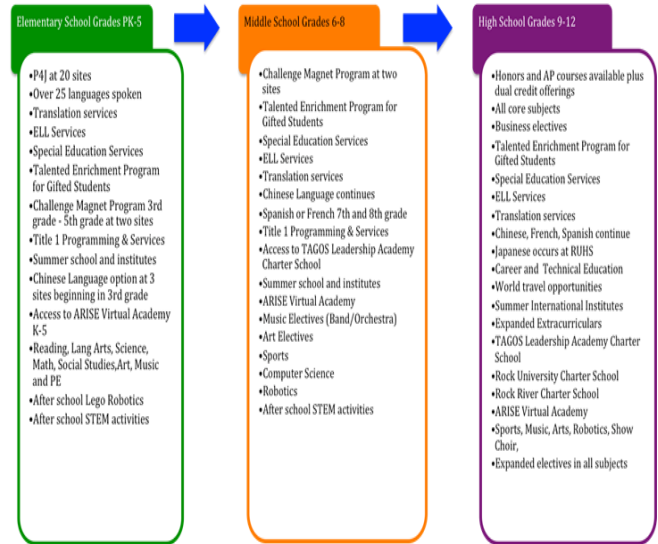 Elementary School Grades PK-5
•P4J at 20 sites
•Over 25 languages spoken
•Translation services
•ELL Services
•Special Education Services
•Talented Enrichment Program
for Gifted Students
•Challenge Magnet Program 3rd
grade - 5th grade at two sites
•Title 1 Programming & Services
•Summer school and institutes
•Chinese Language option at 3
sites beginning in 3rd grade
•Access to ARISE Virtual Academy
K-5
•Reading, Lang Arts, Science,
Math, Social Studies,Art, Music
and PE
•After school Lego Robotics
•After school STEM activities
Middle School Grades 6-8
•Challenge Magnet Program at two
sites
•Talented Enrichment Program for
Gifted Students
•Special Education Services
•ELL Services
•Translation services
•Chinese Language continues
•Spanish or French 7th and 8th grade
•Title 1 Programming & Services
•Access to TAGOS Leadership Academy
Charter School
•Summer school and institutes
•ARISE Virtual Academy
•Music Electives (Band/Orchestra)
•Art Electives
•Sports
•Computer Science
•Robotics
•After school STEM activities
High School Grades 9-12
•Honors and AP courses available plus
dual credit offerings
•All core subjects
•Business electives
•Talented Enrichment Program for
Gifted Students
•Special Education Services
•ELL Services
•Translation services
•Chinese, French, Spanish continue
•Japanese occurs at RUHS
•Career and Technical Education
•World travel opportunities
•Summer International Institutes
•Expanded Extracurriculars
•TAGOS Leadership Academy Charter
School
•Rock University Charter School
•Rock River Charter School
•ARISE Virtual Academy
•Sports, Music, Arts, Robotics, Show
Choir,
•Expanded electives in all subjects